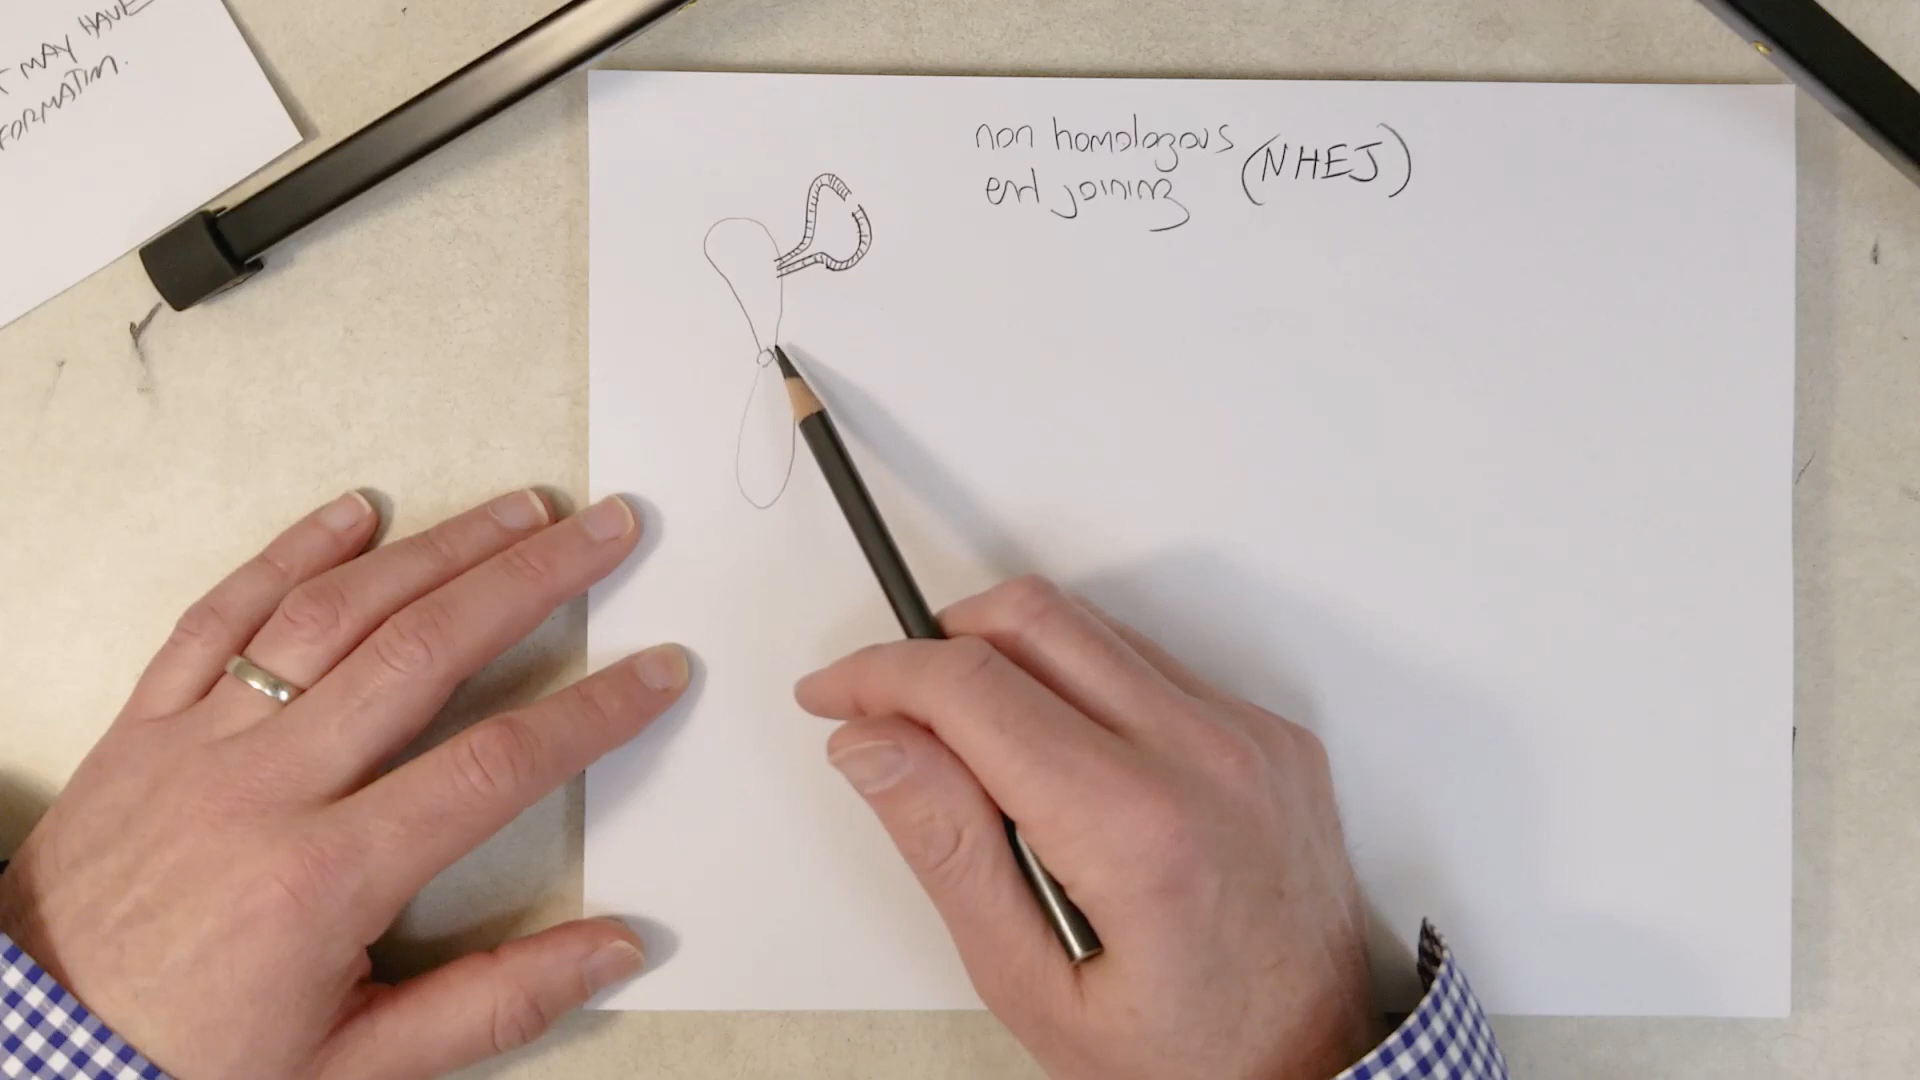 MAY HAVE
FORMATION.
non homologous
end joining
(NHEJ)